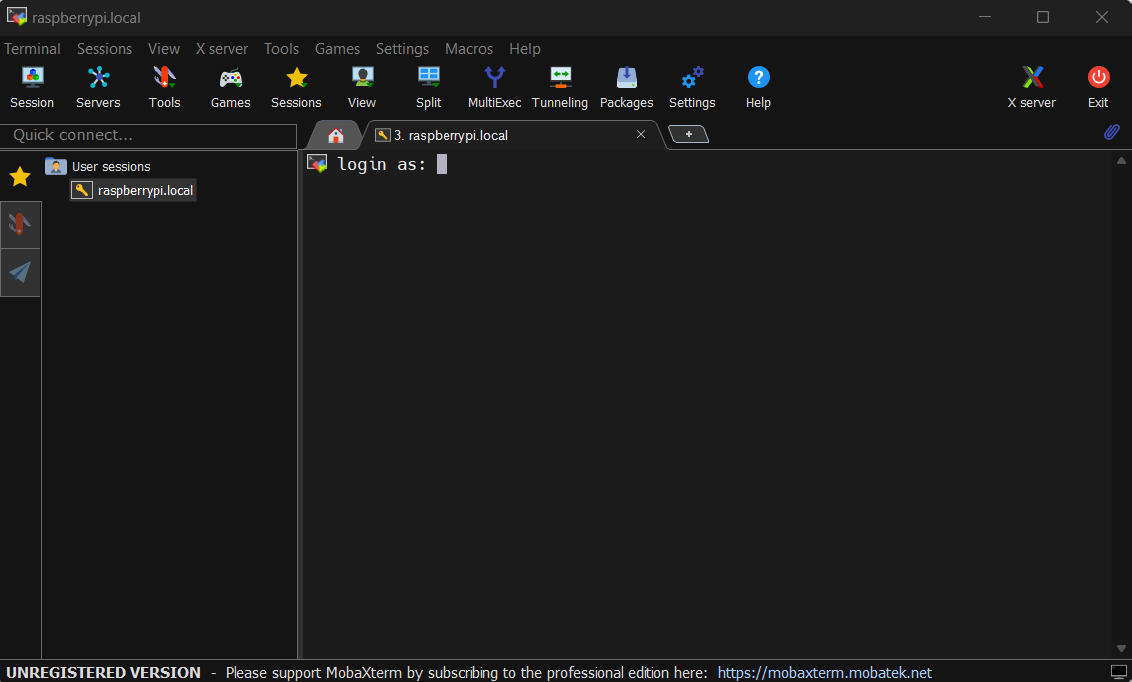 raspberrypi.local
Terminal Sessions View X server Tools Games Settings Macros Help
Session Servers Tools Games Sessions View Split MultiExec Tunneling Packages Settings Help X server Exit
Quick connect...
3. raspberrypi.local
User sessions
raspberrypi.local
login as:
UNREGISTERED VERSION - Please support MobaXterm by subscribing to the professional edition here: https://mobaxterm.mobatek.net